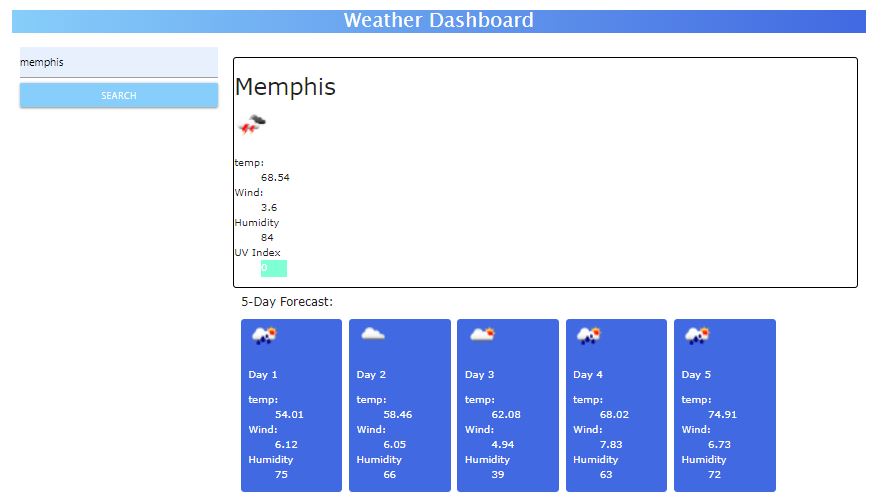 Weather Dashboard
memphis
SEARCH
Memphis
temp:
68.54
Wind:
3.6
Humidity
84
UV Index
0
5-Day Forecast:
Day 1
temp:
54.01
Wind:
6.12
Humidity
75
Day 2
temp:
58.46
Wind:
6.05
Humidity
66
Day 3
temp:
62.08
Wind:
4.94
Humidity
39
Day 4
temp:
68.02
Wind:
7.83
Humidity
63
Day 5
temp:
74.91
Wind:
6.73
Humidity
72